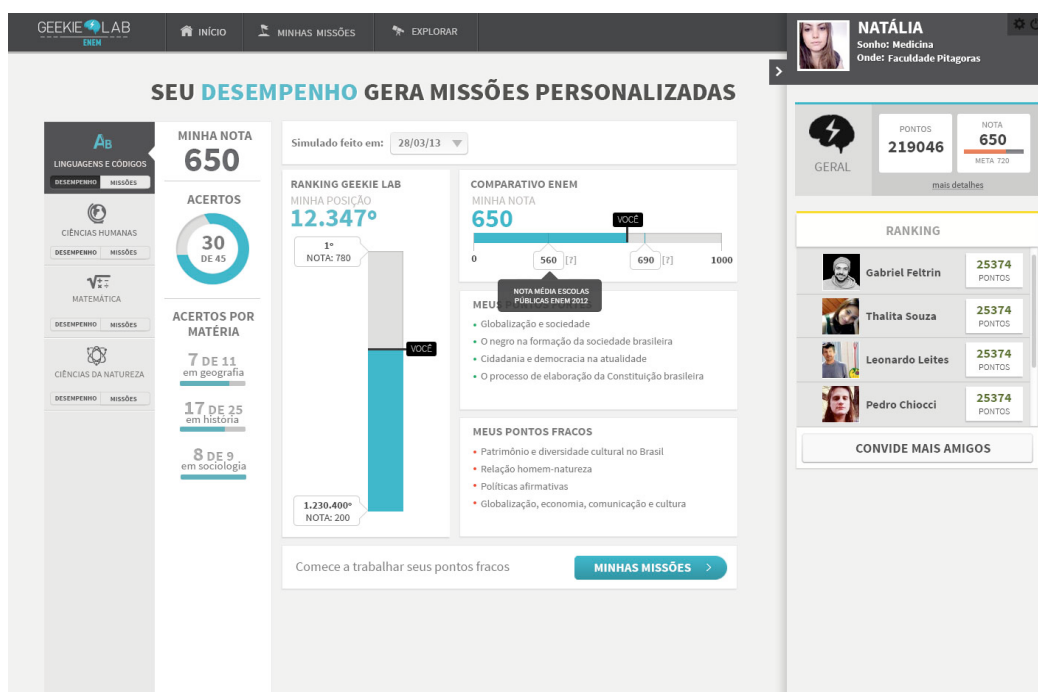 GEEKIE LAB
ENEM
INÍCIO
MINHAS MISSÕES
EXPLORAR
NATÁLIA
Sonho: Medicina
Onde: Faculdade Pitagoras
SEU DESEMPENHO GERA MISSÕES PERSONALIZADAS
AB
LINGUAGENS E CÓDIGOS
DESEMPENHO MISSÕES
CIÊNCIAS HUMANAS
DESEMPENHO MISSÕES
MATEMÁTICA
DESEMPENHO MISSÕES
CIÊNCIAS DA NATUREZA
DESEMPENHO MISSÕES
MINHA NOTA
650
ACERTOS
30
DE 45
ACERTOS POR
MATÉRIA
7 DE 11
em geografia
17 DE 25
em história
8 DE 9
em sociologia
Simulado feito em: 28/03/13
RANKING GEEKIE LAB
MINHA POSIÇÃO
12.347º
1º
NOTA: 780
VOCÊ
1.230.400º
NOTA: 200
COMPARATIVO ENEM
MINHA NOTA
650
VOCÊ
0 560 [?] 690 [?] 1000
NOTA MÉDIA ESCOLAS
PÚBLICAS ENEM 2012
• Globalização e sociedade
• O negro na formação da sociedade brasileira
• Cidadania e democracia na atualidade
• O processo de elaboração da Constituição brasileira
MEUS PONTOS FRACOS
• Patrimônio e diversidade cultural no Brasil
• Relação homem-natureza
• Políticas afirmativas
• Globalização, economia, comunicação e cultura
Comece a trabalhar seus pontos fracos
MINHAS MISSÕES
GERAL
PONTOS
219046
NOTA
650
META 720
mais detalhes
RANKING
Gabriel Feltrin
25374
PONTOS
Thalita Souza
25374
PONTOS
Leonardo Leites
25374
PONTOS
Pedro Chiocci
25374
PONTOS
CONVIDE MAIS AMIGOS